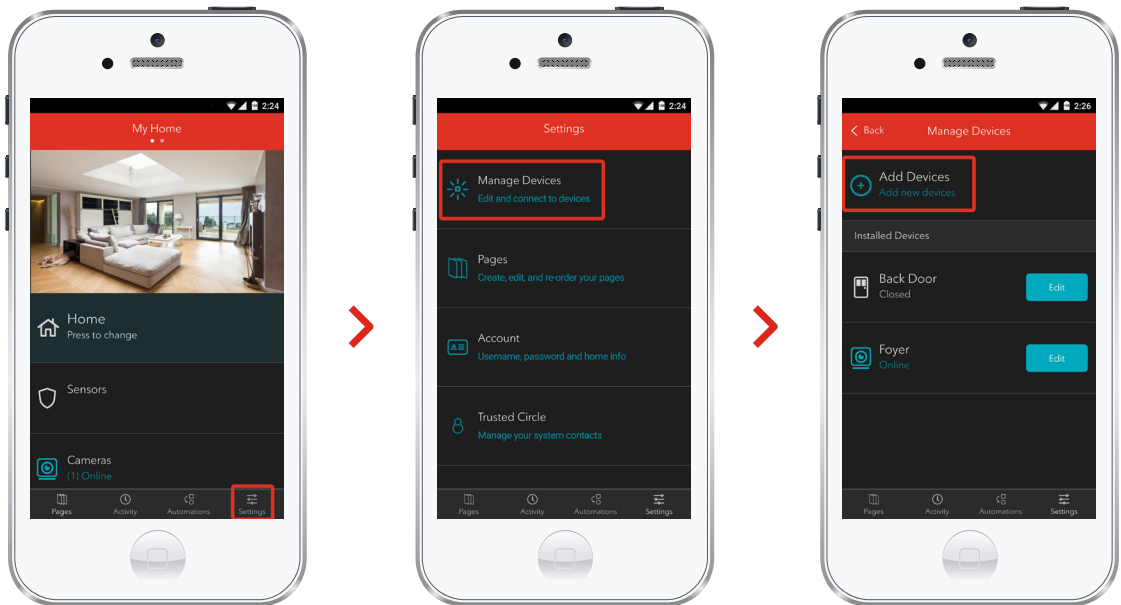 2:24
My Home
Home
Press to change
Sensors
Cameras
(1) Online
Pages
Activity
Automations
Settings
2:24
Settings
Manage Devices
Edit and connect to devices
Pages
Create, edit, and re-order your pages
Account
Username, password and home info
Trusted Circle
Manage your system contacts
Pages
Activity
Automations
Settings
2:26
Back
Manage Devices
Add Devices
Add new devices
Installed Devices
Back Door
Closed
Edit
Foyer
Online
Edit
Pages
Activity
Automations
Settings